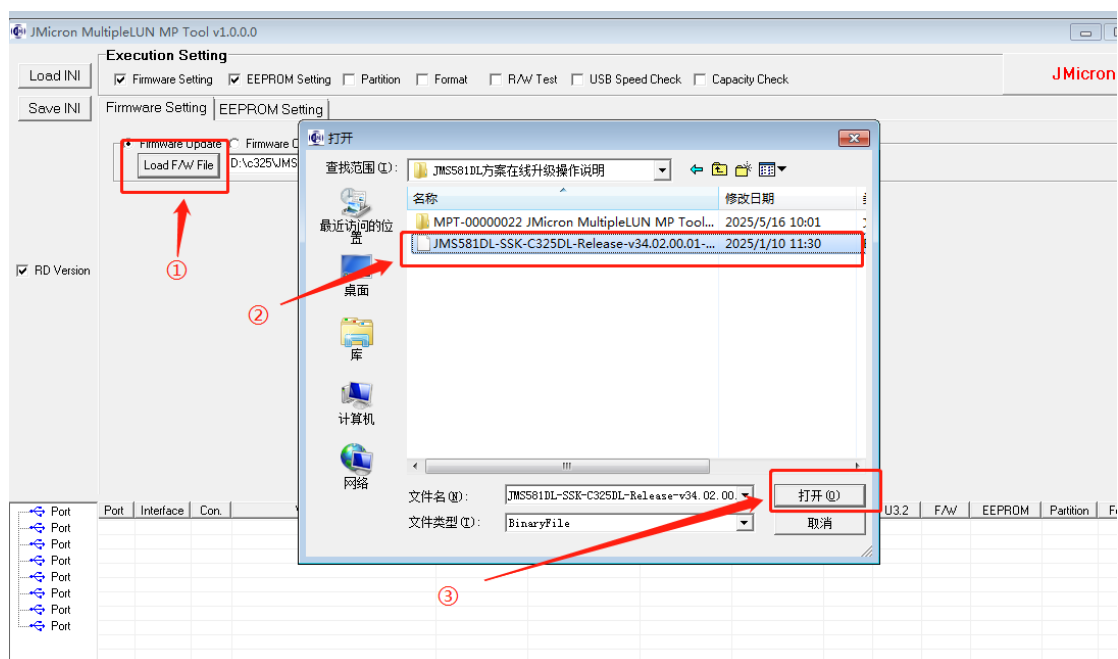 JMicron MultipleLUN MP Tool v1.0.0.0
Execution Setting
Load INI
Firmware Setting EEPROM Setting Partition Format R/W Test USB Speed Check Capacity Check
JMicron
Save INI
Firmware Setting EEPROM Setting
Firmware Update Firmware
Load F/W File D:\c325\JMS
RD Version
①
②
③
打开
查找范围(I): JMS581DL方案在线升级操作说明
名称 修改日期
最近访问的位置
桌面
库
计算机
网络
MPT-00000022 JMicron MultipleLUN MP Tool... 2025/5/16 10:01
JMS581DL-SSK-C325DL-Release-v34.02.00.01-... 2025/1/10 11:30
文件名(N): JMS581DL-SSK-C325DL-Release-v34.02.00. 打开(O)
文件类型(T): BinaryFile 取消
Port Interface Con. U3.2 F/W EEPROM Partition
Port
Port
Port
Port
Port
Port
Port
Port